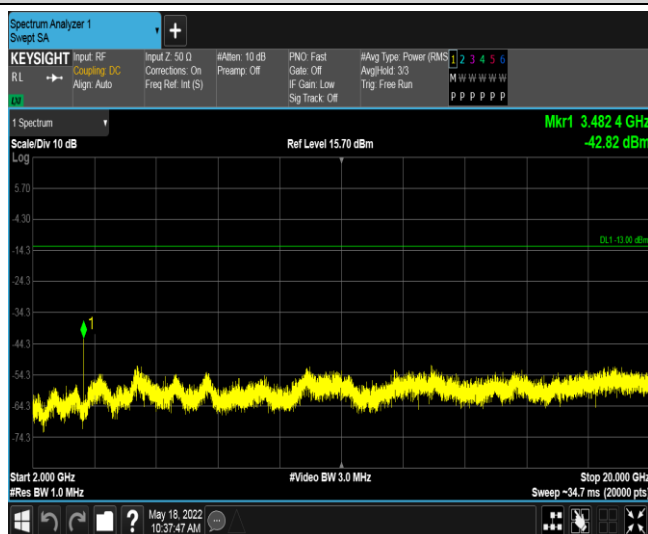 Spectrum Analyzer 1
Swept SA
+
KEYSIGHT
RL
Input: RF
Coupling: DC
Align: Auto
Input Z: 50 Ω
Corrections: On
Freq Ref: Int (S)
#Atten: 10 dB
Preamp: Off
PNO: Fast
Gate: Off
IF Gain: Low
Sig Track: Off
#Avg Type: Power (RMS
Avg|Hold: 3/3
Trig: Free Run
1 2 3 4 5 6
M W W W W W
P P P P P P
1 Spectrum
Mkr1 3.482 4 GHz
-42.82 dBm
Scale/Div 10 dB
Ref Level 15.70 dBm
Log
5.70
-4.30
DL1 -13.00 dBm
-14.3
-24.3
-34.3
1
-44.3
-54.3
-64.3
-74.3
Start 2.000 GHz
#Video BW 3.0 MHz
Stop 20.000 GHz
#Res BW 1.0 MHz
Sweep ~34.7 ms (20000 pts)
?
May 18, 2022
10:37:47 AM